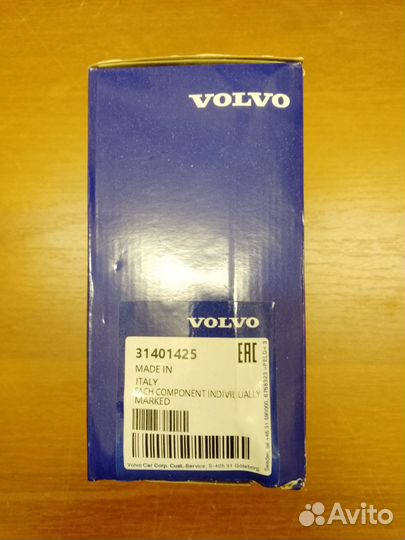 VOLVO
VOLVO
31401425
EAC
MADE IN
ITALY
EACH COMPONENT INDIVIDUALLY
MARKED
Volvo Car Corp. Cust. Service, S-405 31 Göteborg
Avito